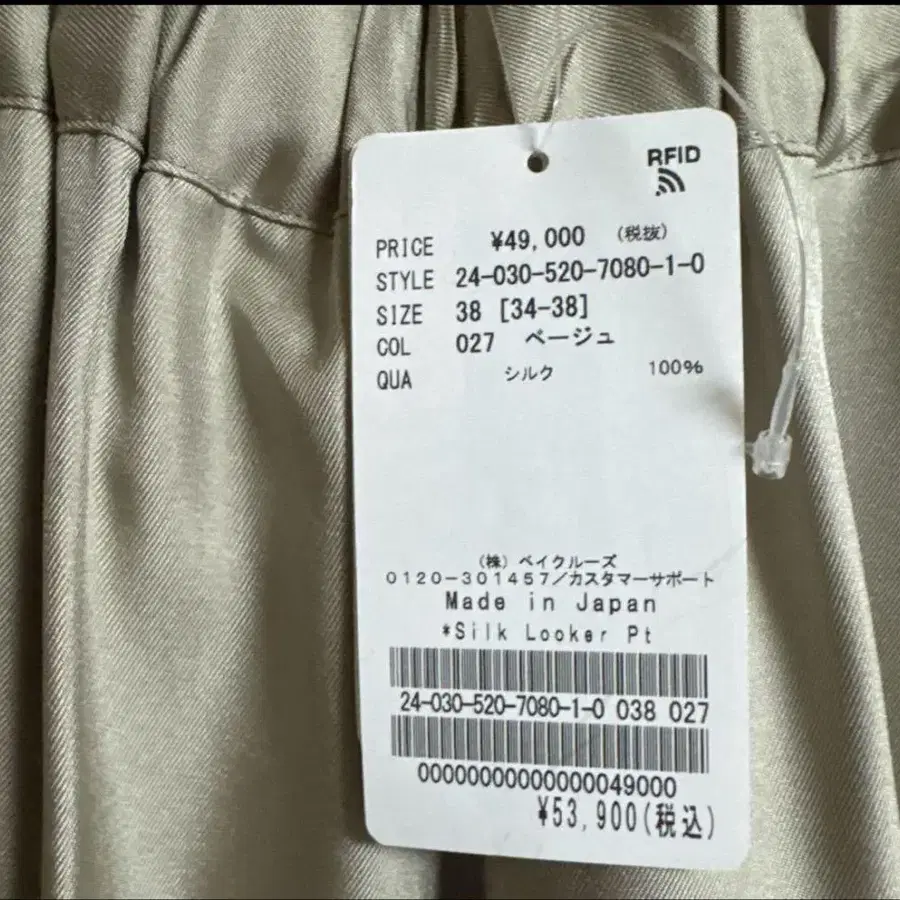 RFID
PRICE ¥49,000 (税抜)
STYLE 24-030-520-7080-1-0
SIZE 38 [34-38]
COL 027 ベージュ
QUA シルク 100%
(株) ベイクルーズ
0120-301457/カスタマーサポート
Made in Japan
*Silk Looker Pt
24-030-520-7080-1-0 038 027
00000000000000049000
¥53,900(税込)